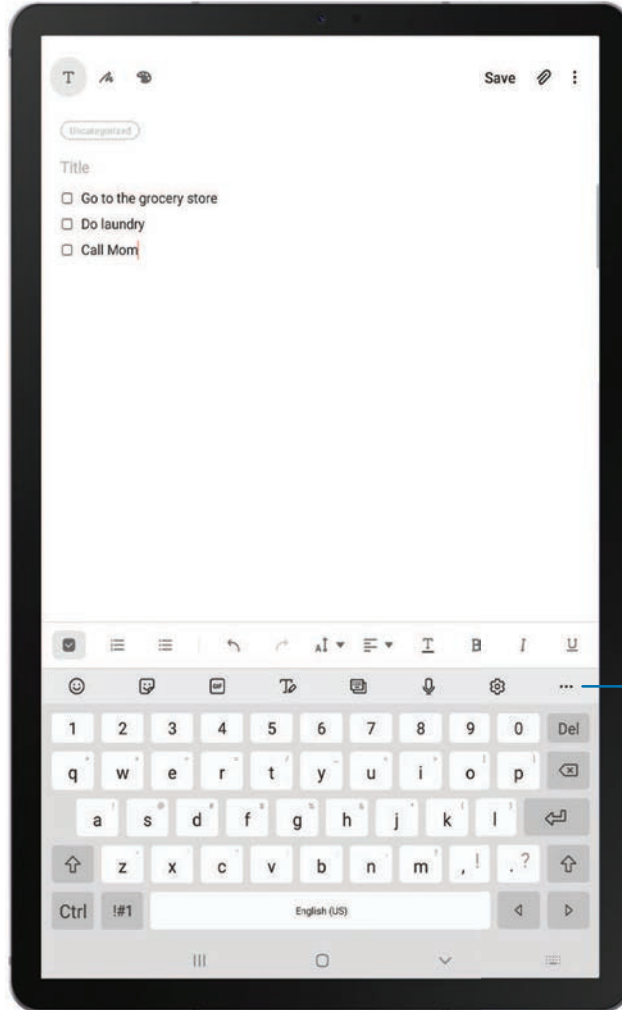 T Save
Uncategorized
Title
Go to the grocery store
Do laundry
Call Mom
T B I U
GIF T
1 2 3 4 5 6 7 8 9 0 Del
q w e r t y u i o p
a s d f g h j k l
z x c v b n m , ! . ?
Ctrl !#1 English (US)